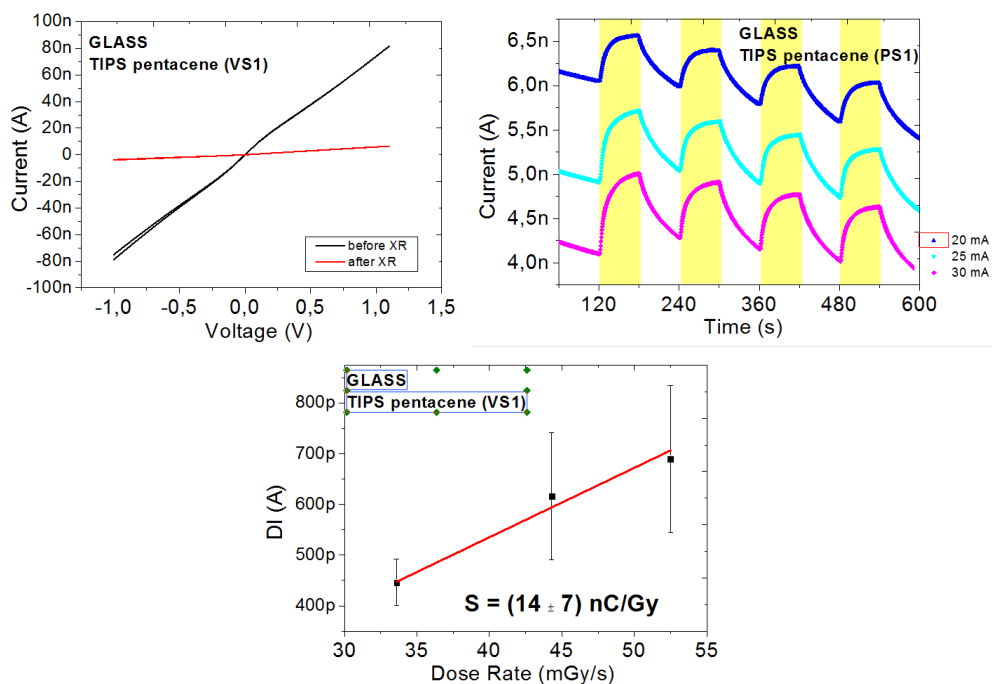 GLASS
TIPS pentacene (VS1)
Current (A)
100n
80n
60n
40n
20n
0
-20n
-40n
-60n
-80n
-100n
before XR
after XR
-1,0
-0,5
0,0
0,5
1,0
1,5
Voltage (V)
GLASS
TIPS pentacene (PS1)
Current (A)
6,5n
6,0n
5,5n
5,0n
4,5n
4,0n
20 mA
25 mA
30 mA
120
240
360
480
600
Time (s)
GLASS
TIPS pentacene (VS1)
DI (A)
800p
700p
600p
500p
400p
S = (14 ± 7) nC/Gy
30
35
40
45
50
55
Dose Rate (mGy/s)